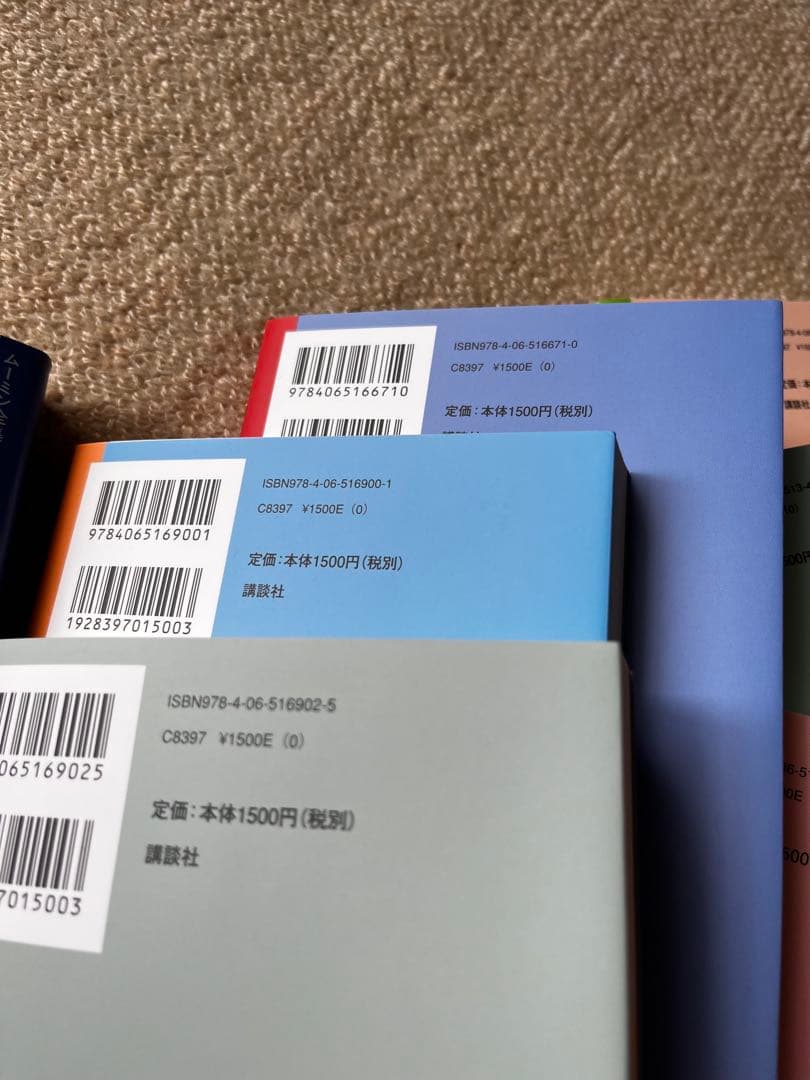 ムーミン全
ISBN978-4-06-516671-0
C8397 ¥1500E (0)
9784065166710
定価：本体1500円（税別）
ISBN978-4-06-516900-1
C8397 ¥1500E (0)
9784065169001
定価：本体1500円（税別）
講談社
1928397015003
ISBN978-4-06-516902-5
C8397 ¥1500E (0)
065169025
定価：本体1500円（税別）
講談社
7015003
講談社